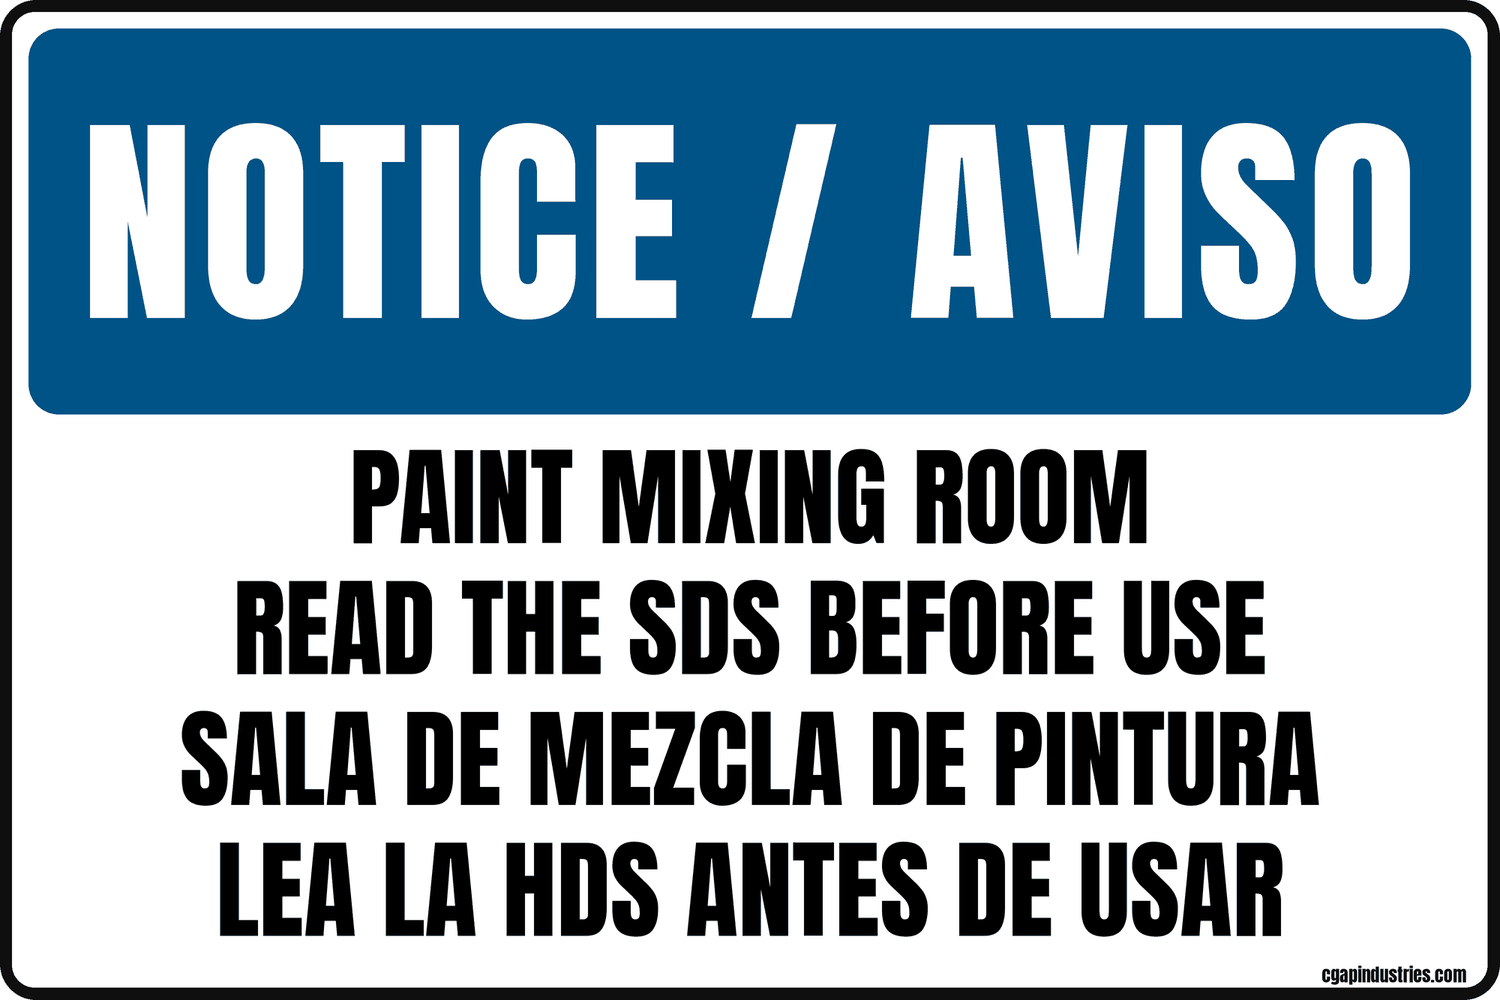 NOTICE / AVISO
PAINT MIXING ROOM
READ THE SDS BEFORE USE
SALA DE MEZCLA DE PINTURA
LEA LA HDS ANTES DE USAR
cgapindustries.com